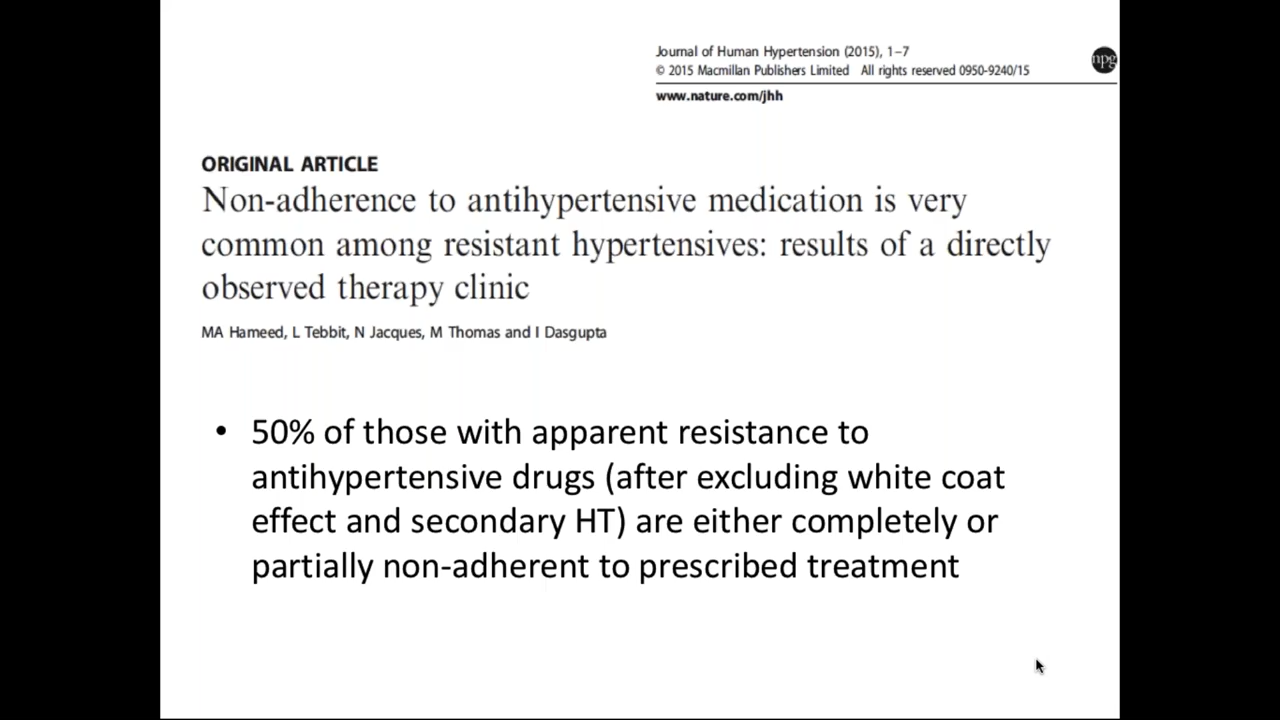 Journal of Human Hypertension (2015), 1–7
© 2015 Macmillan Publishers Limited All rights reserved 0950-9240/15
npg
www.nature.com/jhh
ORIGINAL ARTICLE
Non-adherence to antihypertensive medication is very
common among resistant hypertensives: results of a directly
observed therapy clinic
MA Hameed, L Tebbit, N Jacques, M Thomas and I Dasgupta
• 50% of those with apparent resistance to
antihypertensive drugs (after excluding white coat
effect and secondary HT) are either completely or
partially non-adherent to prescribed treatment